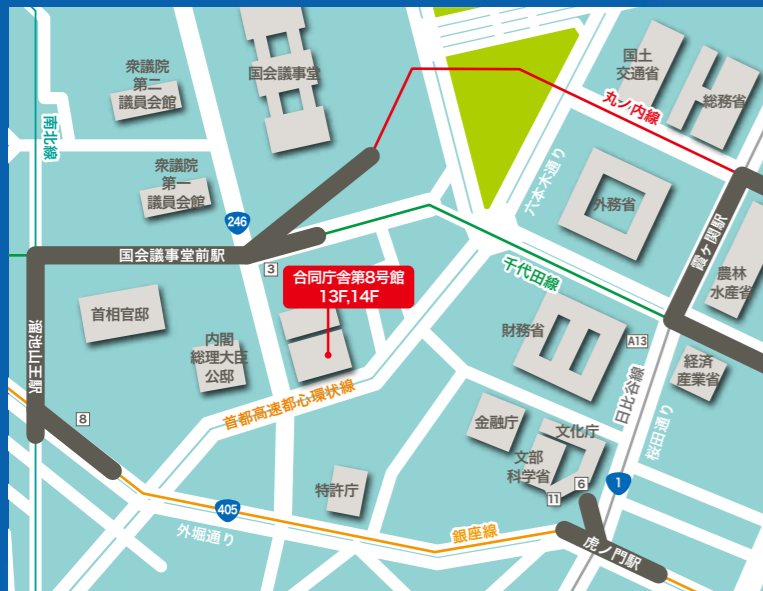 衆議院
第二
議員会館
国会議事堂
国土
交通省
総務省
丸ノ内線
南北線
衆議院
第一
議員会館
六本木通り
外務省
246
霞ヶ関駅
国会議事堂前駅
3
千代田線
農林
水産省
合同庁舎第8号館
13F,14F
首相官邸
溜池山王駅
内閣
総理大臣
公邸
財務省
A13
経済
産業省
日比谷線
桜田通り
首都高速都心環状線
8
金融庁
文化庁
文部
科学省
特許庁
6
11
1
405
外堀通り
銀座線
虎ノ門駅